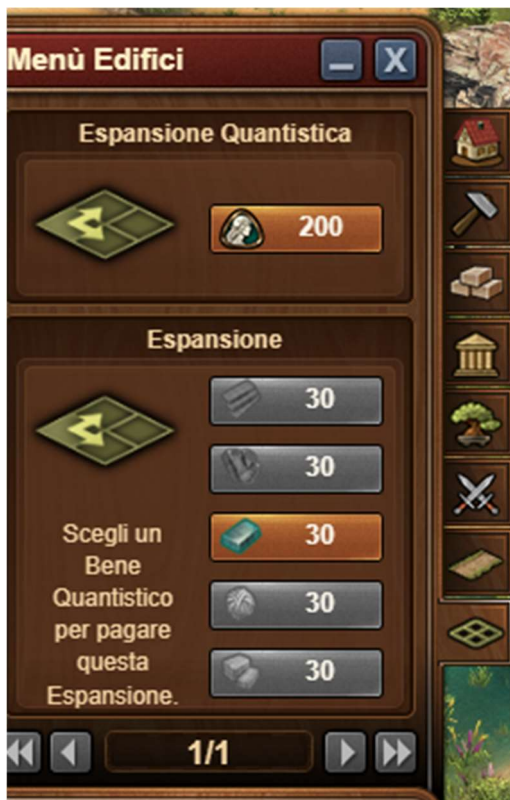 Menù Edifici
Espansione Quantistica
200
Espansione
30
30
30
30
30
Scegli un
Bene
Quantistico
per pagare
questa
Espansione.
1/1